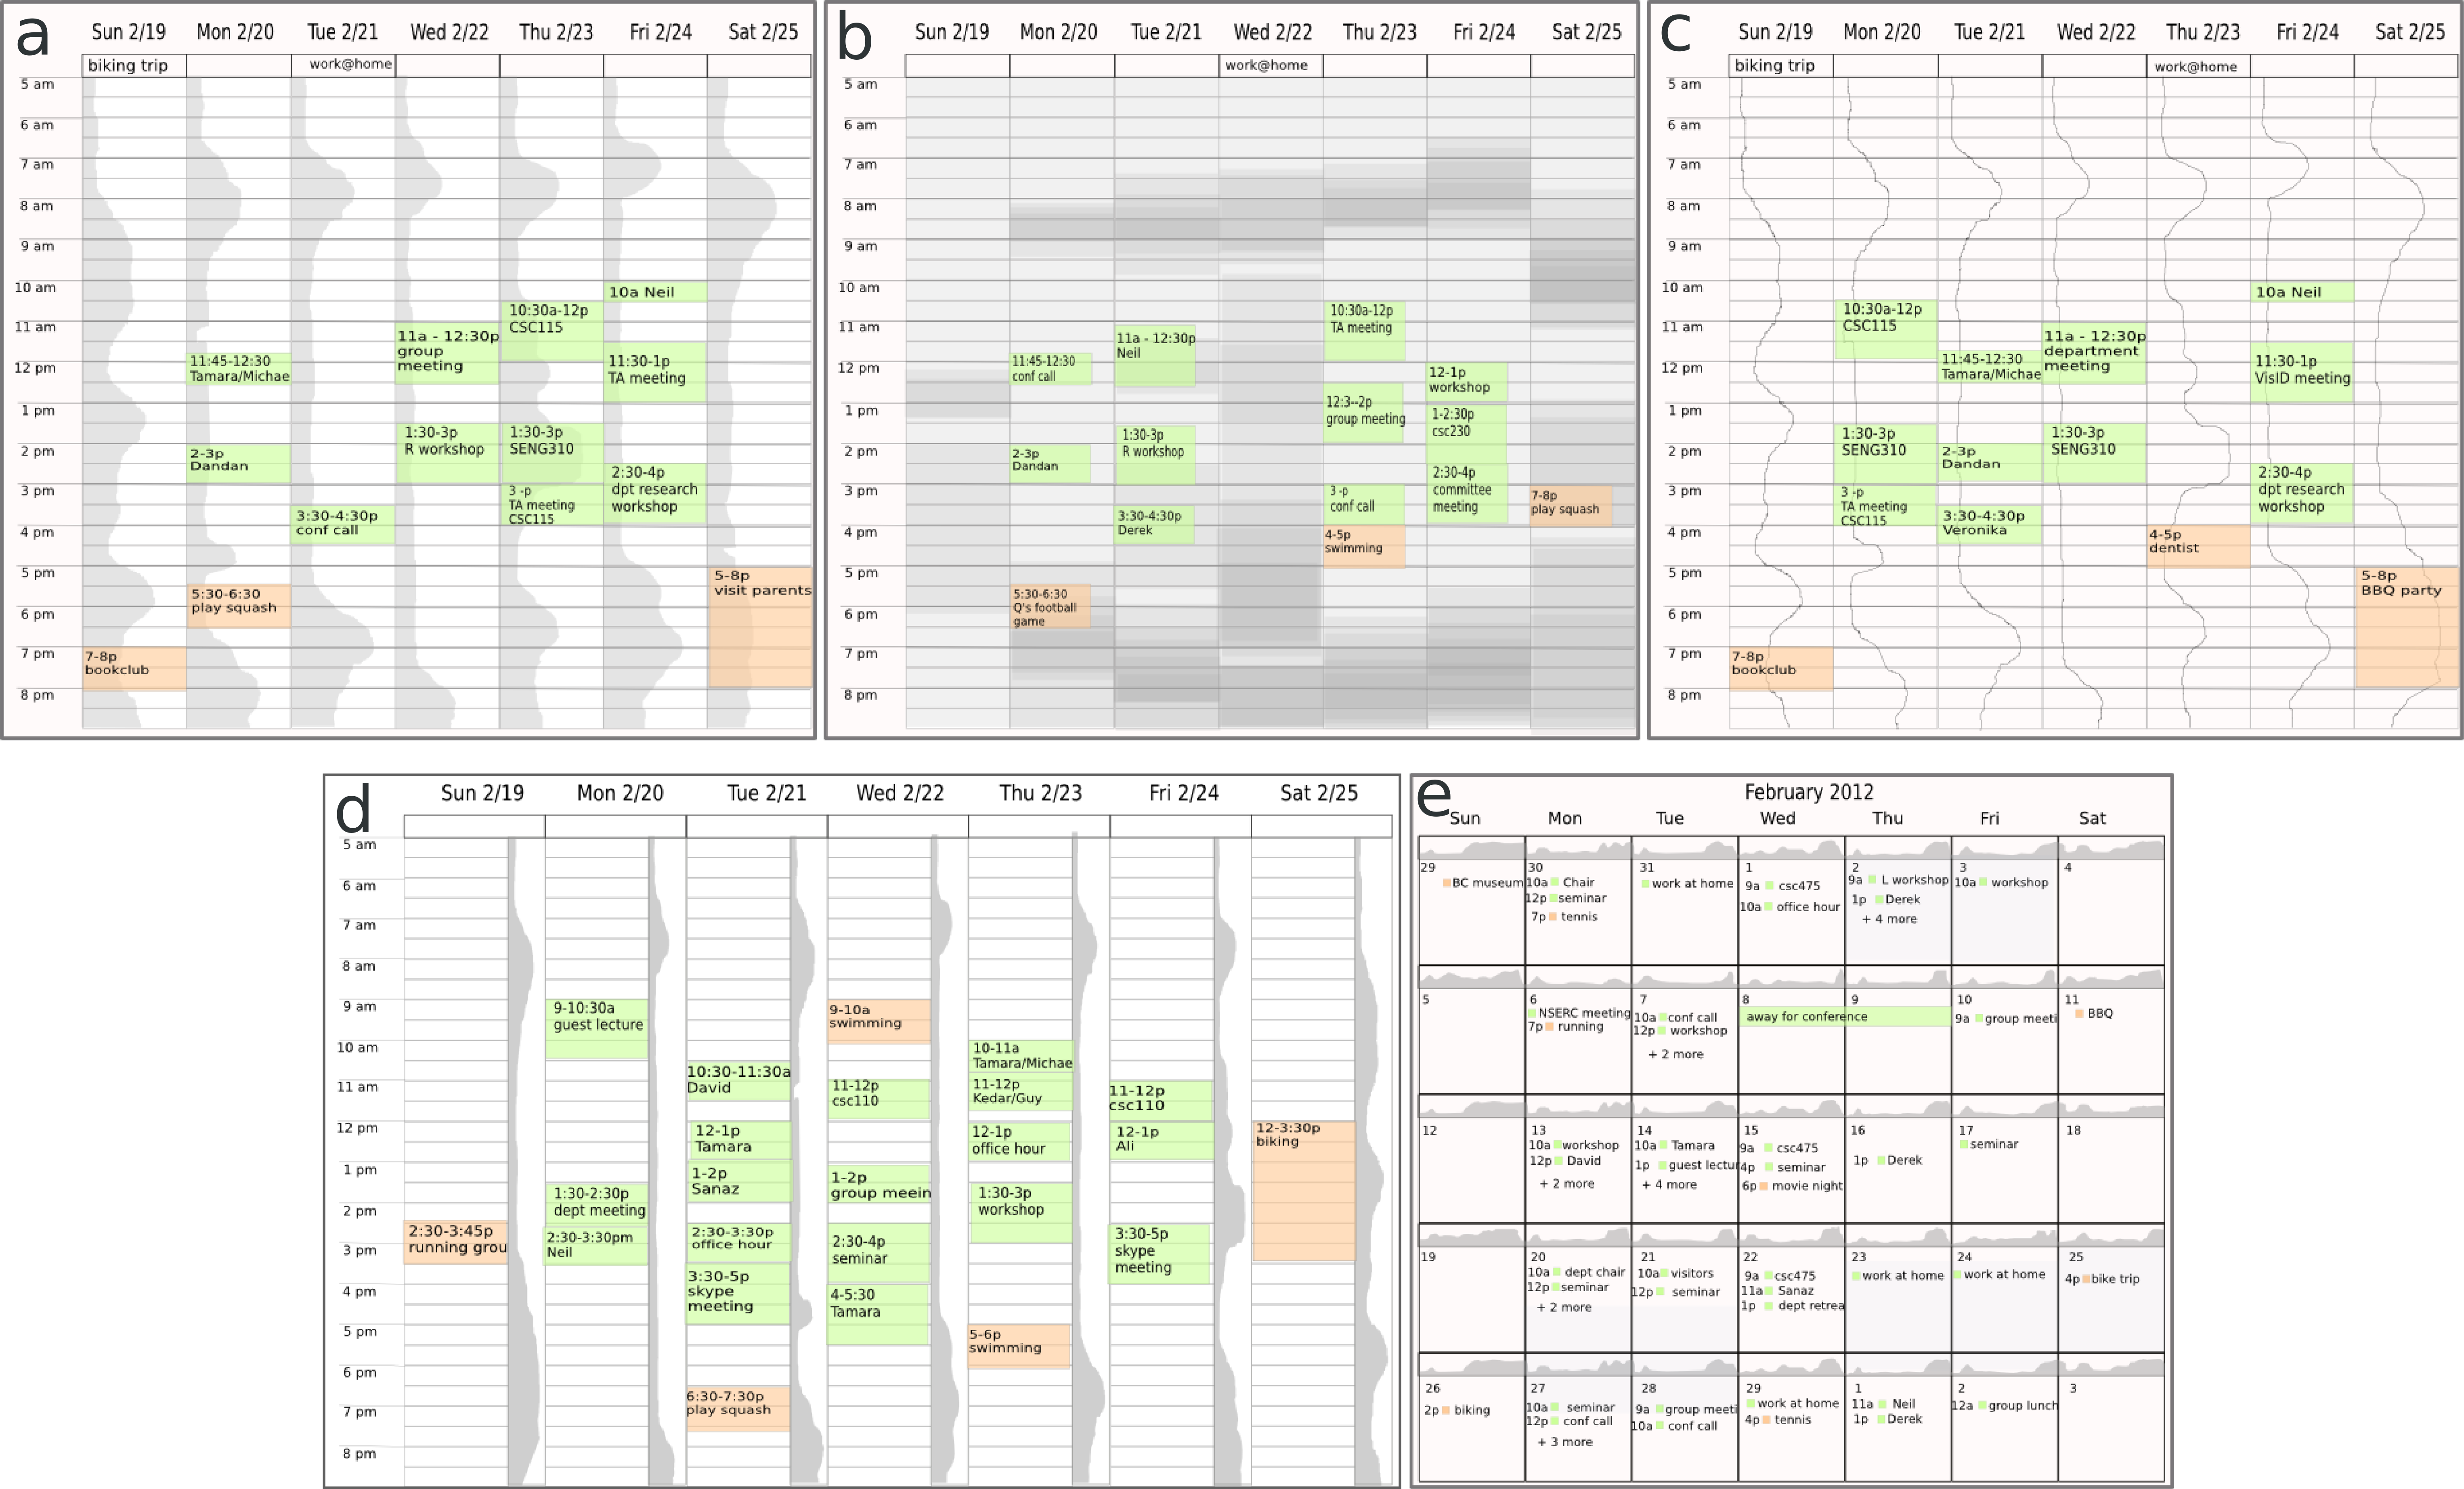 a
Sun 2/19 Mon 2/20 Tue 2/21 Wed 2/22 Thu 2/23 Fri 2/24 Sat 2/25
biking trip work@home
5 am
6 am
7 am
8 am
9 am
10 am
11 am
12 pm
1 pm
2 pm
3 pm
4 pm
5 pm
6 pm
7 pm
8 pm
7-8p
bookclub
11:45-12:30
Tamara/Michae
2-3p
Dandan
5:30-6:30
play squash
3:30-4:30p
conf call
11a - 12:30p
group
meeting
1:30-3p
R workshop
10:30a-12p
CSC115
1:30-3p
SENG310
3 -p
TA meeting
CSC115
10a Neil
11:30-1p
TA meeting
2:30-4p
dpt research
workshop
5-8p
visit parents
b
Sun 2/19 Mon 2/20 Tue 2/21 Wed 2/22 Thu 2/23 Fri 2/24 Sat 2/25
work@home
5 am
6 am
7 am
8 am
9 am
10 am
11 am
12 pm
1 pm
2 pm
3 pm
4 pm
5 pm
6 pm
7 pm
8 pm
11:45-12:30
conf call
2-3p
Dandan
5:30-6:30
Q's football
game
11a - 12:30p
Neil
1:30-3p
R workshop
3:30-4:30p
Derek
10:30a-12p
TA meeting
12:3--2p
group meeting
3 -p
conf call
4-5p
swimming
12-1p
workshop
1-2:30p
csc230
2:30-4p
committee
meeting
7-8p
play squash
c
Sun 2/19 Mon 2/20 Tue 2/21 Wed 2/22 Thu 2/23 Fri 2/24 Sat 2/25
biking trip work@home
5 am
6 am
7 am
8 am
9 am
10 am
11 am
12 pm
1 pm
2 pm
3 pm
4 pm
5 pm
6 pm
7 pm
8 pm
7-8p
bookclub
10:30a-12p
CSC115
1:30-3p
SENG310
3 -p
TA meeting
CSC115
11:45-12:30
Tamara/Michae
2-3p
Dandan
3:30-4:30p
Veronika
11a - 12:30p
department
meeting
1:30-3p
SENG310
4-5p
dentist
10a Neil
11:30-1p
VisID meeting
2:30-4p
dpt research
workshop
5-8p
BBQ party
d
Sun 2/19 Mon 2/20 Tue 2/21 Wed 2/22 Thu 2/23 Fri 2/24 Sat 2/25
5 am
6 am
7 am
8 am
9 am
10 am
11 am
12 pm
1 pm
2 pm
3 pm
4 pm
5 pm
6 pm
7 pm
8 pm
2:30-3:45p
running grou
9-10:30a
guest lecture
1:30-2:30p
dept meeting
2:30-3:30pm
Neil
10:30-11:30a
David
12-1p
Tamara
1-2p
Sanaz
2:30-3:30p
office hour
3:30-5p
skype
meeting
6:30-7:30p
play squash
9-10a
swimming
11-12p
csc110
1-2p
group meein
2:30-4p
seminar
4-5:30
Tamara
10-11a
Tamara/Michae
11-12p
Kedar/Guy
12-1p
office hour
1:30-3p
workshop
5-6p
swimming
11-12p
csc110
12-1p
Ali
3:30-5p
skype
meeting
12-3:30p
biking
e
February 2012
Sun Mon Tue Wed Thu Fri Sat
29
BC museum
30
10a Chair
12p seminar
7p tennis
31
work at home
1
9a csc475
10a office hour
2
9a L workshop
1p Derek
+ 4 more
3
10a workshop
4
5
6
NSERC meeting
7p running
7
10a conf call
12p workshop
+ 2 more
8
away for conference
9
10
9a group meeti
11
BBQ
12
13
10a workshop
12p David
+ 2 more
14
10a Tamara
1p guest lectur
+ 4 more
15
9a csc475
4p seminar
6p movie night
16
1p Derek
17
seminar
18
19
20
10a dept chair
12p seminar
+ 2 more
21
10a visitors
12p seminar
22
9a csc475
11a Sanaz
1p dept retrea
23
work at home
24
work at home
25
4p bike trip
26
2p biking
27
10a seminar
12p conf call
+ 3 more
28
9a group meeti
10a conf call
29
work at home
4p tennis
1
11a Neil
1p Derek
2
12a group lunch
3